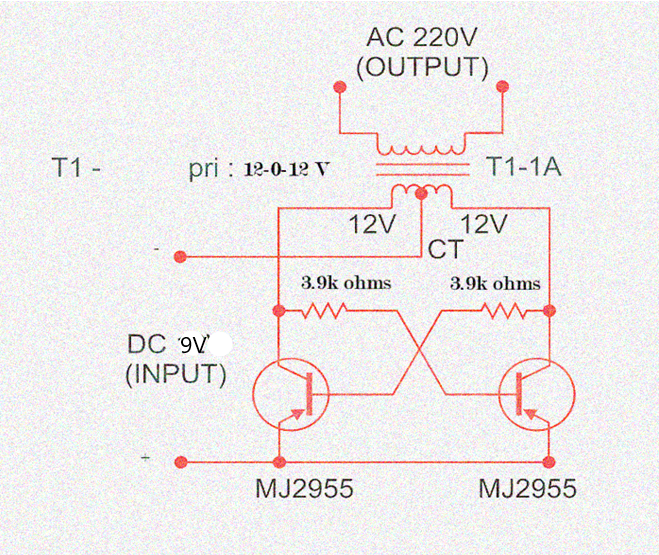 AC 220V
(OUTPUT)
T1 -
pri : 12-0-12 V
T1-1A
12V
12V
-
CT
3.9k ohms
3.9k ohms
DC 9V
(INPUT)
+
MJ2955
MJ2955